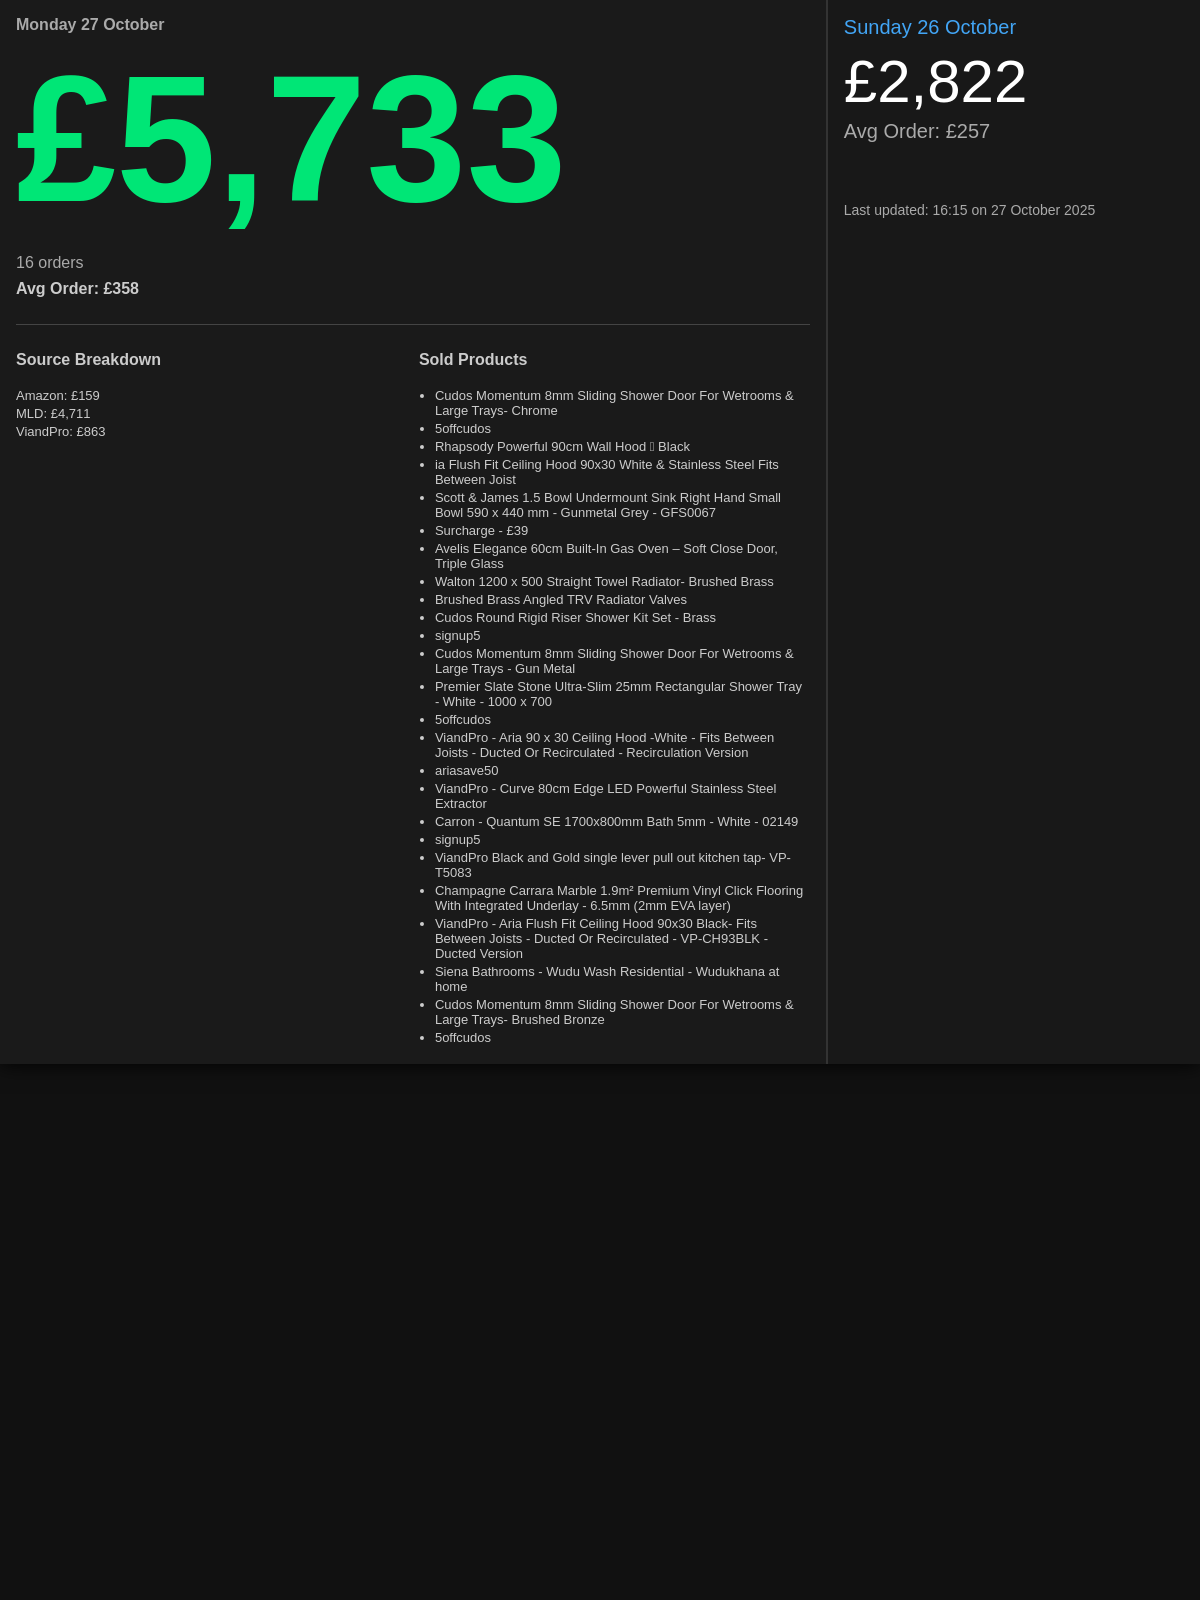 Monday 27 October
£5,733
16 orders
Avg Order: £358
Source Breakdown
Amazon: £159
MLD: £4,711
ViandPro: £863
Sold Products
• Cudos Momentum 8mm Sliding Shower Door For Wetrooms &
Large Trays- Chrome
• 5offcudos
• Rhapsody Powerful 90cm Wall Hood  Black
• ia Flush Fit Ceiling Hood 90x30 White & Stainless Steel Fits
Between Joist
• Scott & James 1.5 Bowl Undermount Sink Right Hand Small
Bowl 590 x 440 mm - Gunmetal Grey - GFS0067
• Surcharge - £39
• Avelis Elegance 60cm Built-In Gas Oven – Soft Close Door,
Triple Glass
• Walton 1200 x 500 Straight Towel Radiator- Brushed Brass
• Brushed Brass Angled TRV Radiator Valves
• Cudos Round Rigid Riser Shower Kit Set - Brass
• signup5
• Cudos Momentum 8mm Sliding Shower Door For Wetrooms &
Large Trays - Gun Metal
• Premier Slate Stone Ultra-Slim 25mm Rectangular Shower Tray
- White - 1000 x 700
• 5offcudos
• ViandPro - Aria 90 x 30 Ceiling Hood -White - Fits Between
Joists - Ducted Or Recirculated - Recirculation Version
• ariasave50
• ViandPro - Curve 80cm Edge LED Powerful Stainless Steel
Extractor
• Carron - Quantum SE 1700x800mm Bath 5mm - White - 02149
• signup5
• ViandPro Black and Gold single lever pull out kitchen tap- VP-
T5083
• Champagne Carrara Marble 1.9m² Premium Vinyl Click Flooring
With Integrated Underlay - 6.5mm (2mm EVA layer)
• ViandPro - Aria Flush Fit Ceiling Hood 90x30 Black- Fits
Between Joists - Ducted Or Recirculated - VP-CH93BLK -
Ducted Version
• Siena Bathrooms - Wudu Wash Residential - Wudukhana at
home
• Cudos Momentum 8mm Sliding Shower Door For Wetrooms &
Large Trays- Brushed Bronze
• 5offcudos
Sunday 26 October
£2,822
Avg Order: £257
Last updated: 16:15 on 27 October 2025